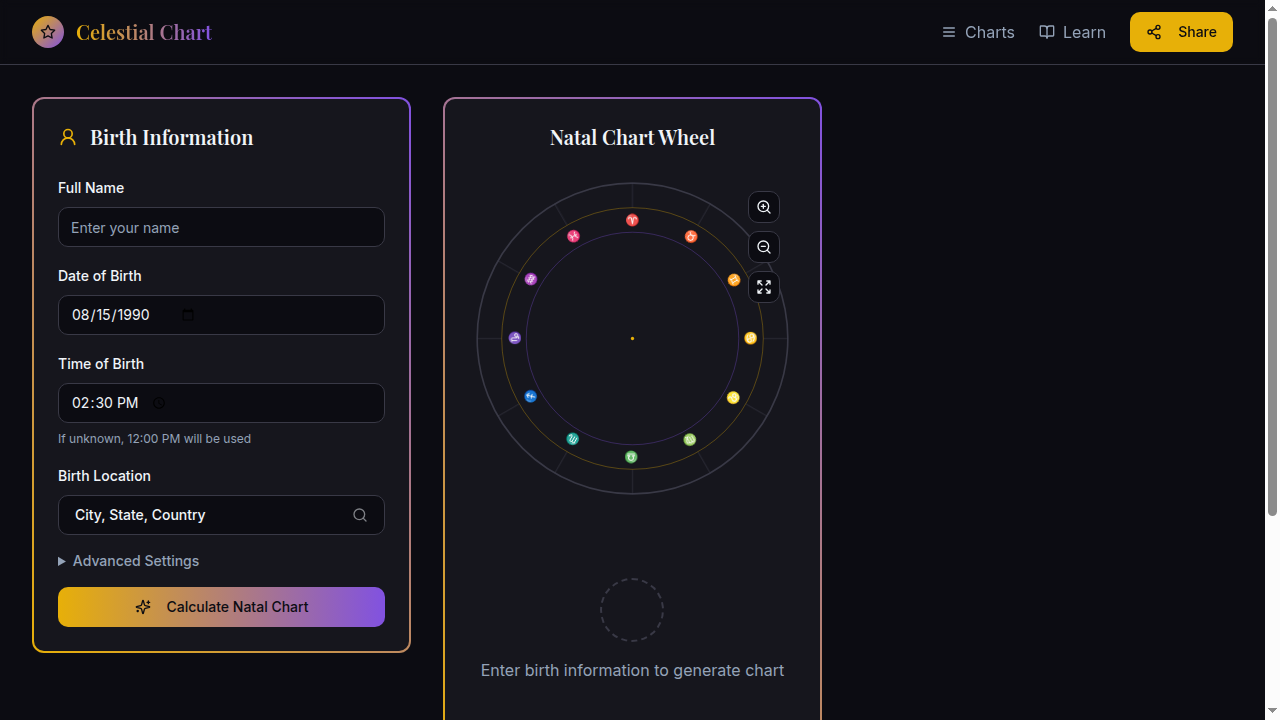 Celestial Chart
Charts
Learn
Share
Birth Information
Full Name
Enter your name
Date of Birth
08/15/1990
Time of Birth
02:30 PM
If unknown, 12:00 PM will be used
Birth Location
City, State, Country
Advanced Settings
Calculate Natal Chart
Natal Chart Wheel
♈
♉
♊
♋
♌
♍
♎
♏
♐
♑
♒
♓
Enter birth information to generate chart